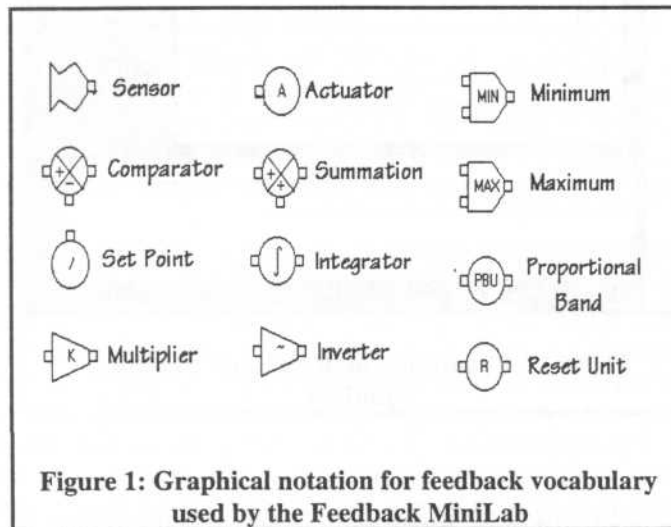 Sensor
A Actuator
MIN Minimum
+ − Comparator
+ + Summation
MAX Maximum
/ Set Point
∫ Integrator
PBU Proportional
Band
K Multiplier
~ Inverter
R Reset Unit
Figure 1: Graphical notation for feedback vocabulary
used by the Feedback MiniLab